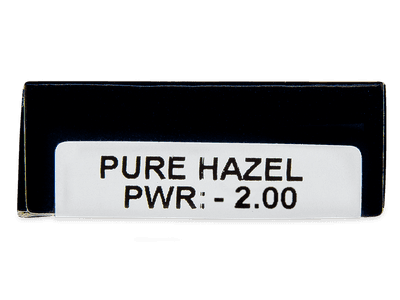 PURE HAZEL
PWR: - 2.00